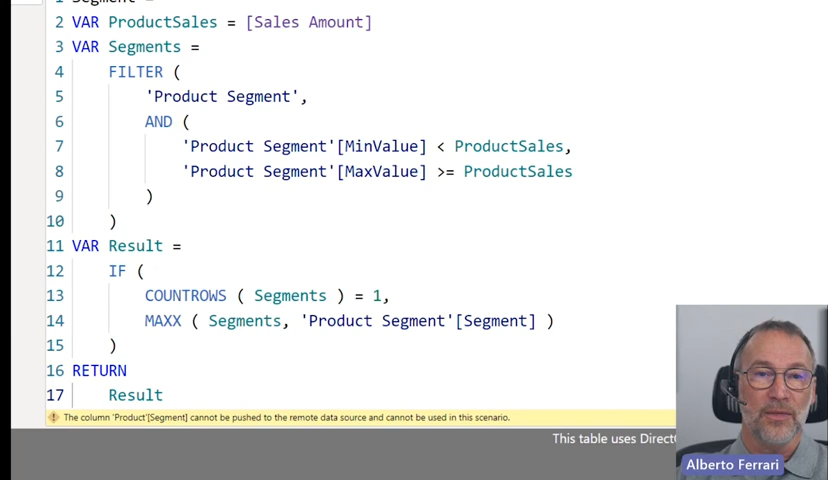 1 Segment =
2 VAR ProductSales = [Sales Amount]
3 VAR Segments =
4 FILTER (
5 'Product Segment',
6 AND (
7 'Product Segment'[MinValue] < ProductSales,
8 'Product Segment'[MaxValue] >= ProductSales
9 )
10 )
11 VAR Result =
12 IF (
13 COUNTROWS ( Segments ) = 1,
14 MAXX ( Segments, 'Product Segment'[Segment] )
15 )
16 RETURN
17 Result
The column 'Product'[Segment] cannot be pushed to the remote data source and cannot be used in this scenario.
This table uses
Alberto Ferrari